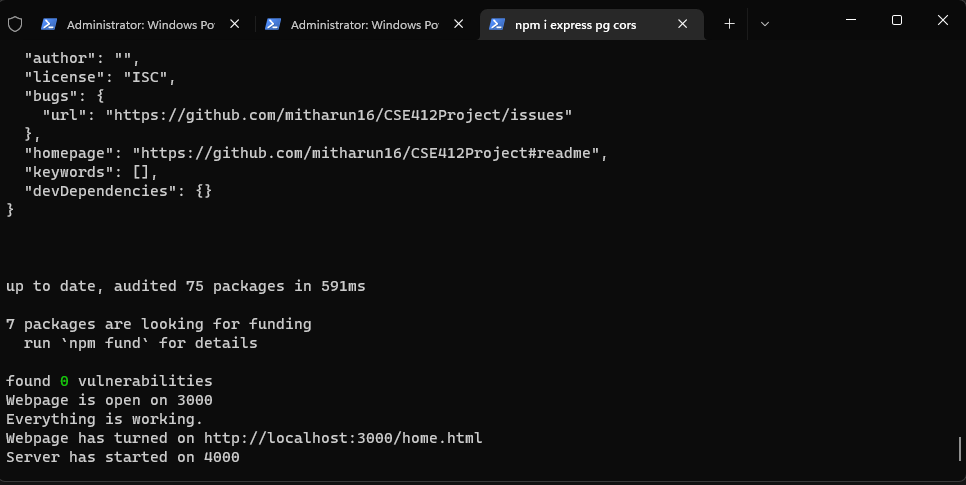 Administrator: Windows Po
Administrator: Windows Po
npm i express pg cors
"author": "",
"license": "ISC",
"bugs": {
"url": "https://github.com/mitharun16/CSE412Project/issues"
},
"homepage": "https://github.com/mitharun16/CSE412Project#readme",
"keywords": [],
"devDependencies": {}
}
up to date, audited 75 packages in 591ms
7 packages are looking for funding
run `npm fund` for details
found 0 vulnerabilities
Webpage is open on 3000
Everything is working.
Webpage has turned on http://localhost:3000/home.html
Server has started on 4000